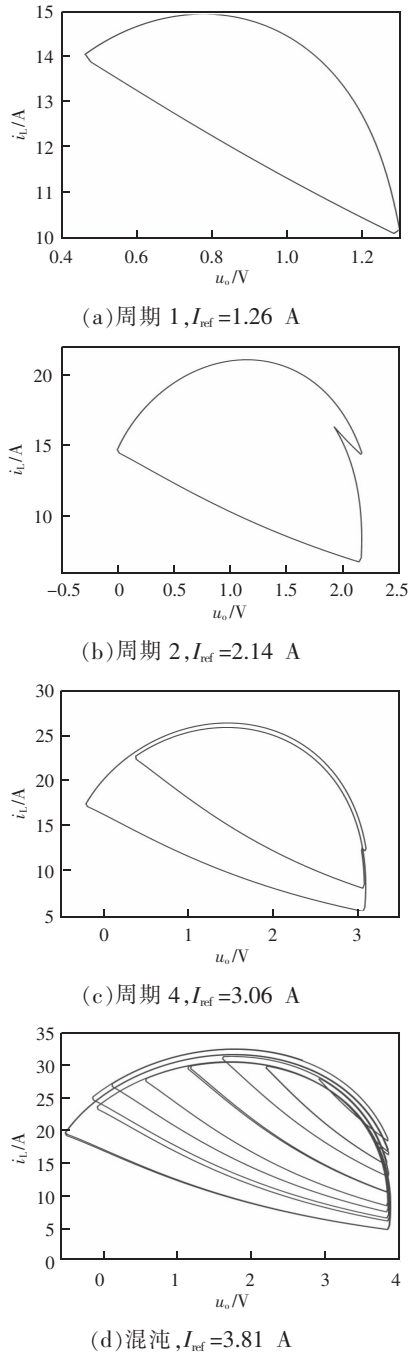 15
14
13
12
11
10
i_L/A
0.4 0.6 0.8 1.0 1.2
u_o/V
(a)周期 1,I_ref=1.26 A
20
15
10
i_L/A
-0.5 0 0.5 1.0 1.5 2.0 2.5
u_o/V
(b)周期 2,I_ref=2.14 A
30
25
20
15
10
5
i_L/A
0 1 2 3
u_o/V
(c)周期 4,I_ref=3.06 A
35
30
25
20
15
10
5
0
i_L/A
0 1 2 3 4
u_o/V
(d)混沌,I_ref=3.81 A